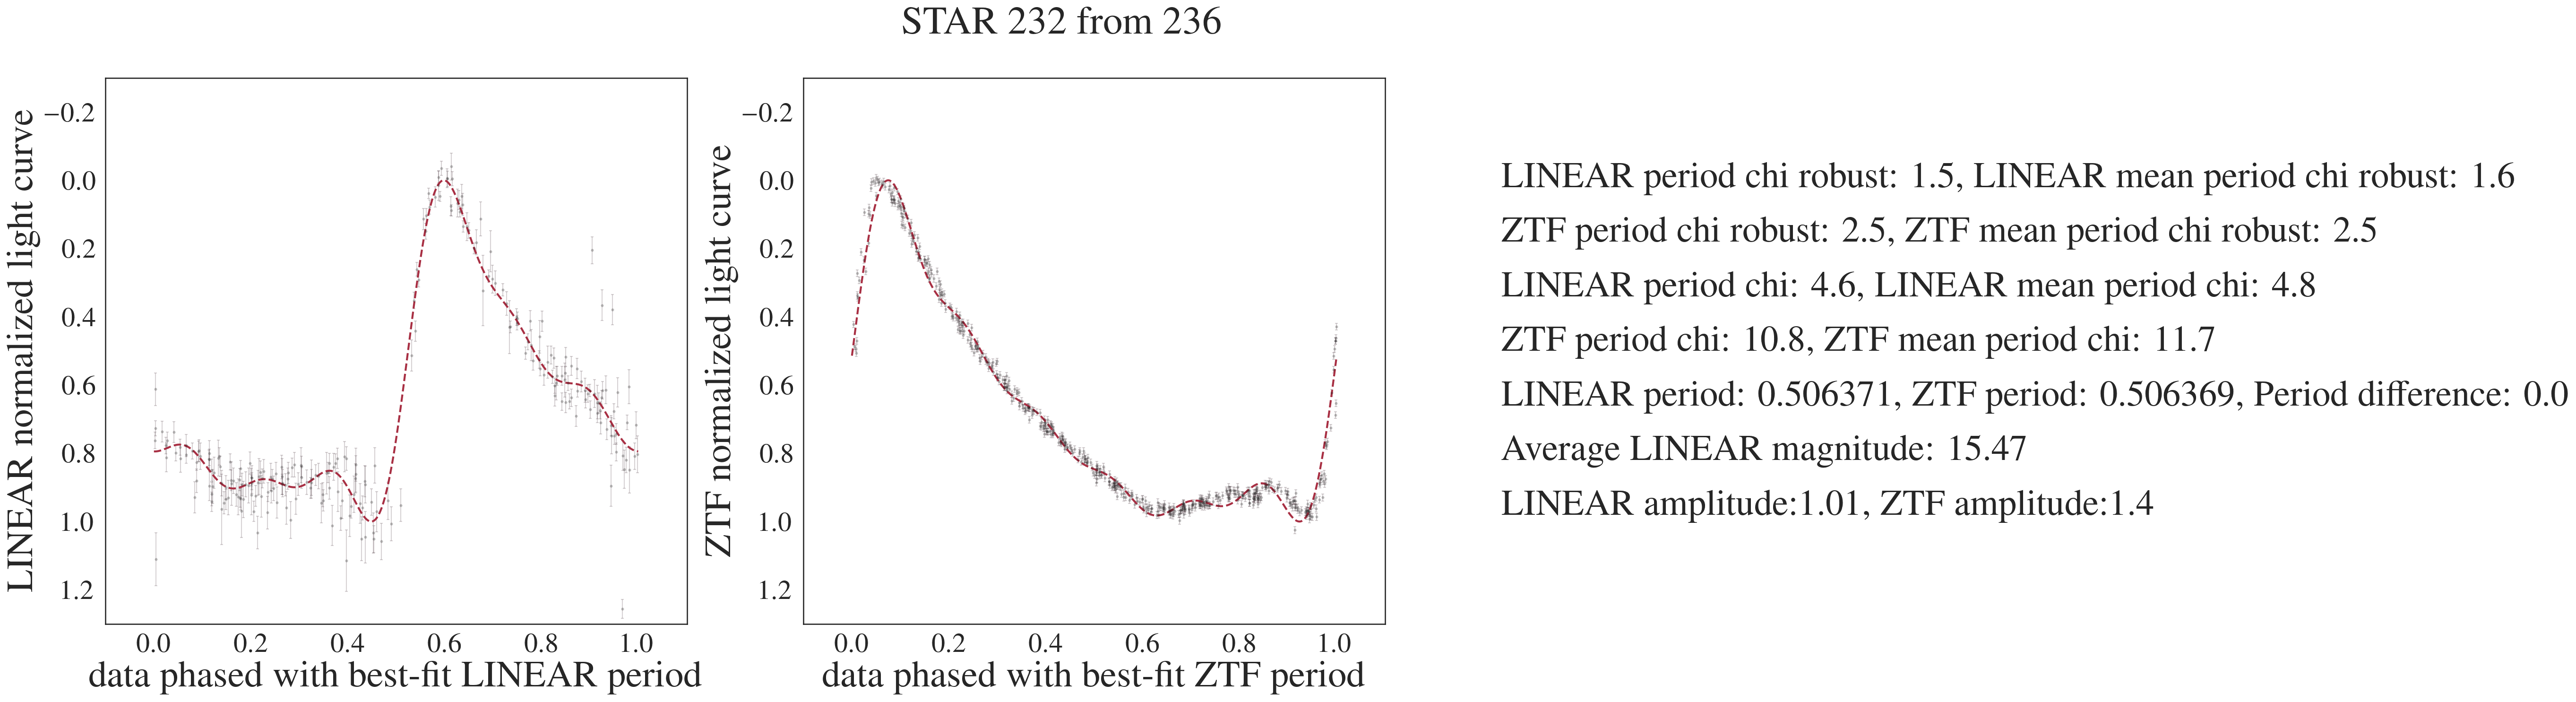 STAR 232 from 236
LINEAR normalized light curve
−0.2
0.0
0.2
0.4
0.6
0.8
1.0
1.2
0.0 0.2 0.4 0.6 0.8 1.0
data phased with best-fit LINEAR period
ZTF normalized light curve
−0.2
0.0
0.2
0.4
0.6
0.8
1.0
1.2
0.0 0.2 0.4 0.6 0.8 1.0
data phased with best-fit ZTF period
LINEAR period chi robust: 1.5, LINEAR mean period chi robust: 1.6
ZTF period chi robust: 2.5, ZTF mean period chi robust: 2.5
LINEAR period chi: 4.6, LINEAR mean period chi: 4.8
ZTF period chi: 10.8, ZTF mean period chi: 11.7
LINEAR period: 0.506371, ZTF period: 0.506369, Period difference: 0.0
Average LINEAR magnitude: 15.47
LINEAR amplitude:1.01, ZTF amplitude:1.4